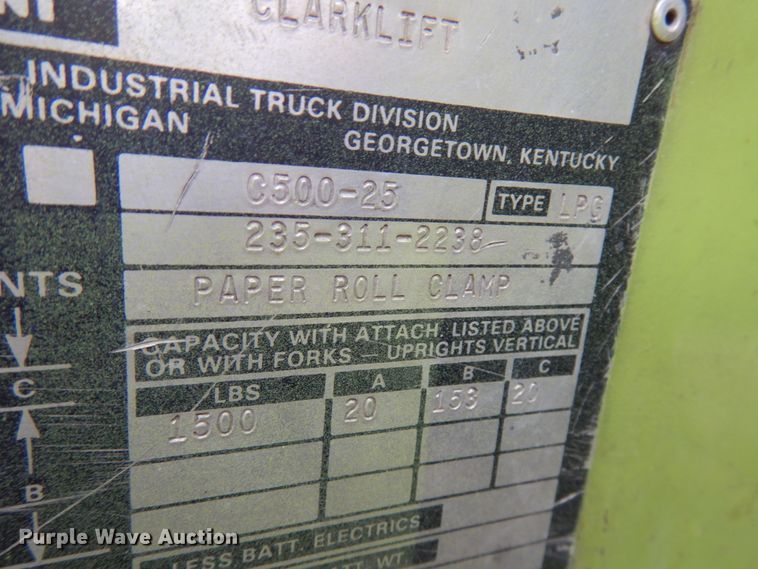 CLARKLIFT
INDUSTRIAL TRUCK DIVISION
MICHIGAN
GEORGETOWN, KENTUCKY
C500-25 TYPE LPG
235-311-2238
PAPER ROLL CLAMP
NTS
CAPACITY WITH ATTACH. LISTED ABOVE
OR WITH FORKS — UPRIGHTS VERTICAL
LBS A B C
1500 20 153 20
C
B
LESS BATT. ELECTRICS
BATT. WT.
Purple Wave Auction